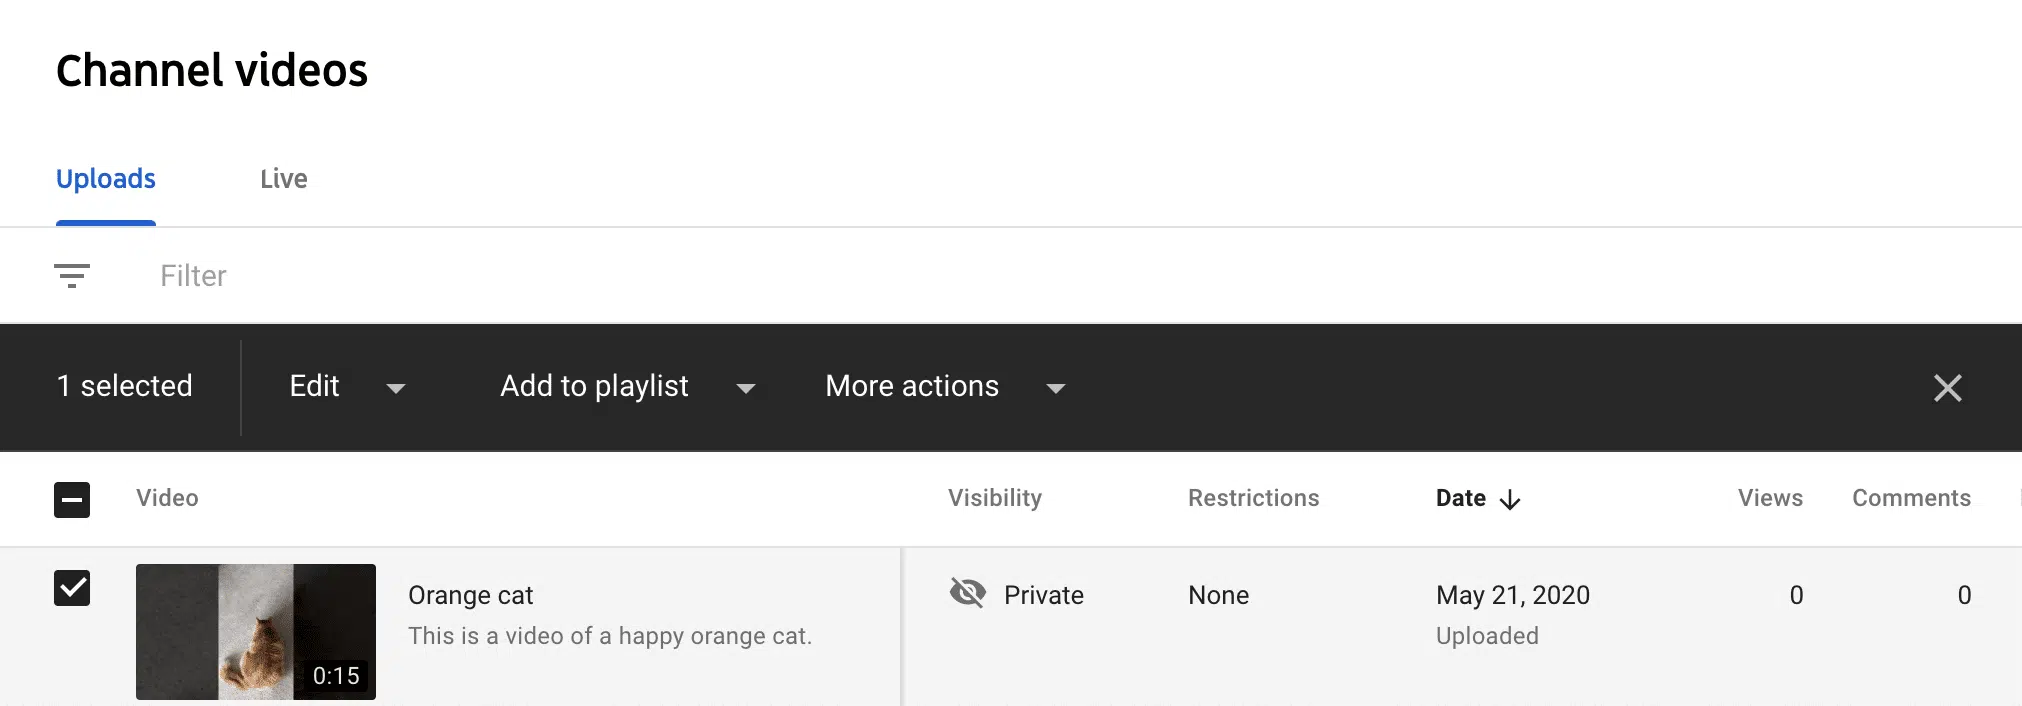 Channel videos
Uploads Live
Filter
1 selected Edit Add to playlist More actions
Video Visibility Restrictions Date Views Comments
Orange cat Private None May 21, 2020 0 0
This is a video of a happy orange cat. Uploaded
0:15